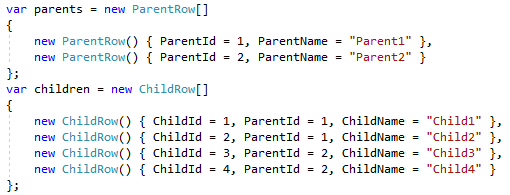 var parents = new ParentRow[]
{
    new ParentRow() { ParentId = 1, ParentName = "Parent1" },
    new ParentRow() { ParentId = 2, ParentName = "Parent2" }
};
var children = new ChildRow[]
{
    new ChildRow() { ChildId = 1, ParentId = 1, ChildName = "Child1" },
    new ChildRow() { ChildId = 2, ParentId = 1, ChildName = "Child2" },
    new ChildRow() { ChildId = 3, ParentId = 2, ChildName = "Child3" },
    new ChildRow() { ChildId = 4, ParentId = 2, ChildName = "Child4" }
};